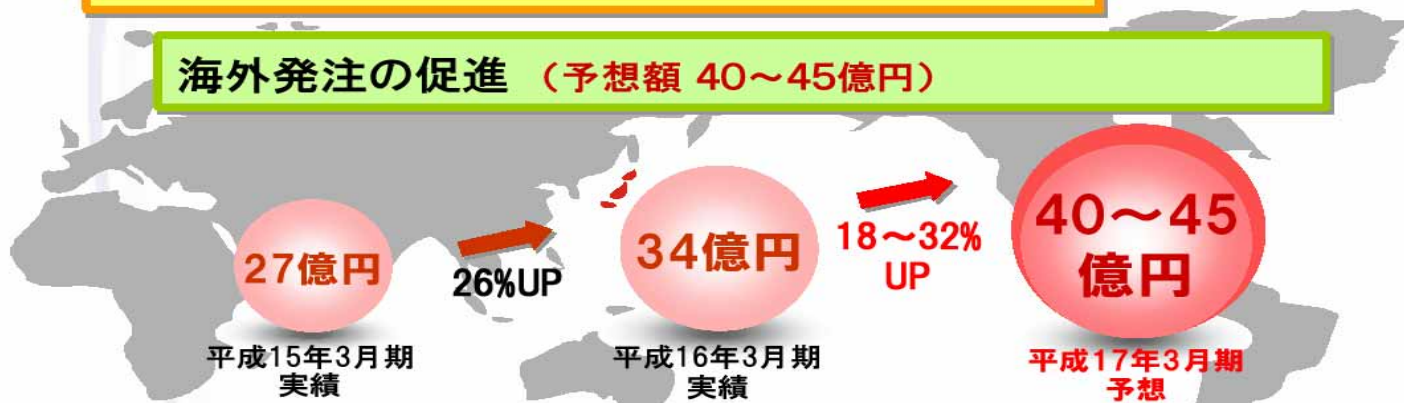 海外発注の促進 （予想額 40～45億円）
27億円
26%UP
34億円
18～32%
UP
40～45
億円
平成15年3月期
実績
平成16年3月期
実績
平成17年3月期
予想